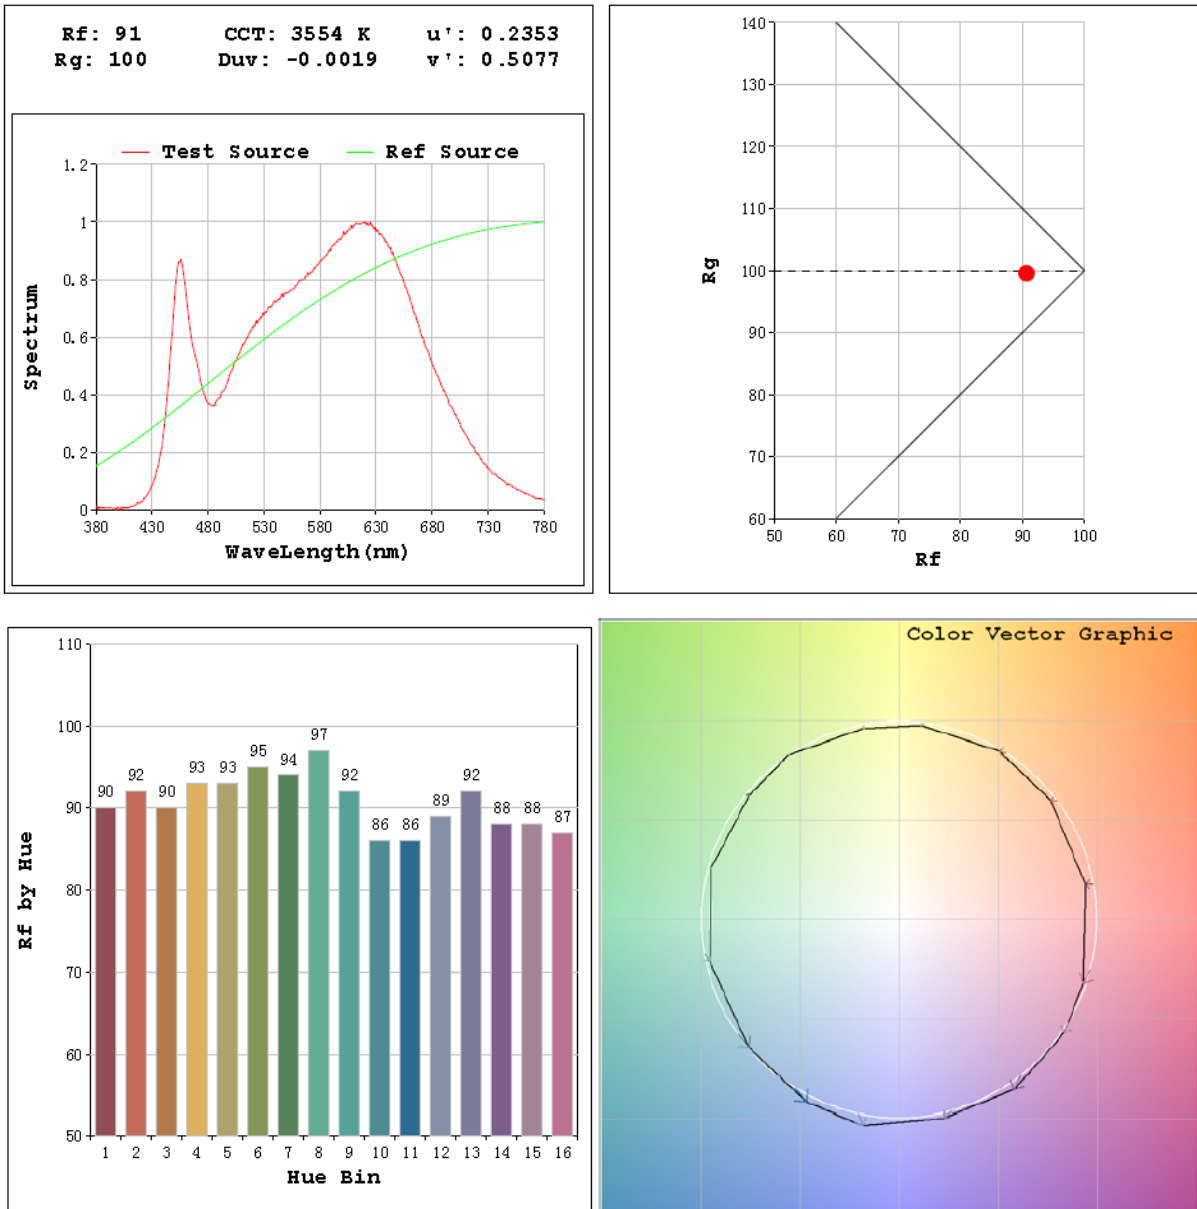 Rf: 91 CCT: 3554 K u': 0.2353
Rg: 100 Duv: -0.0019 v': 0.5077
Test Source Ref Source
1.2
1
0.8
0.6
0.4
0.2
0
Spectrum
380 430 480 530 580 630 680 730 780
WaveLength(nm)
140
130
120
110
100
90
80
70
60
Rg
50 60 70 80 90 100
Rf
110
100
90
80
70
60
50
Rf by Hue
90 92 90 93 93 95 94 97 92 86 86 89 92 88 88 87
1 2 3 4 5 6 7 8 9 10 11 12 13 14 15 16
Hue Bin
Color Vector Graphic